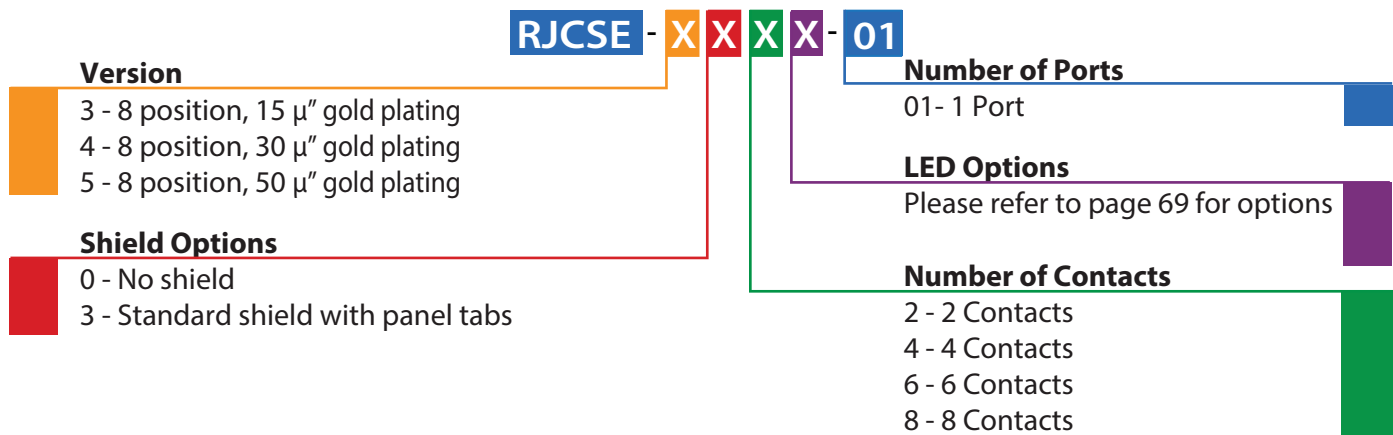 RJCSE - X X X X - 01
Version
3 - 8 position, 15 µ” gold plating
4 - 8 position, 30 µ” gold plating
5 - 8 position, 50 µ” gold plating
Shield Options
0 - No shield
3 - Standard shield with panel tabs
Number of Ports
01- 1 Port
LED Options
Please refer to page 69 for options
Number of Contacts
2 - 2 Contacts
4 - 4 Contacts
6 - 6 Contacts
8 - 8 Contacts